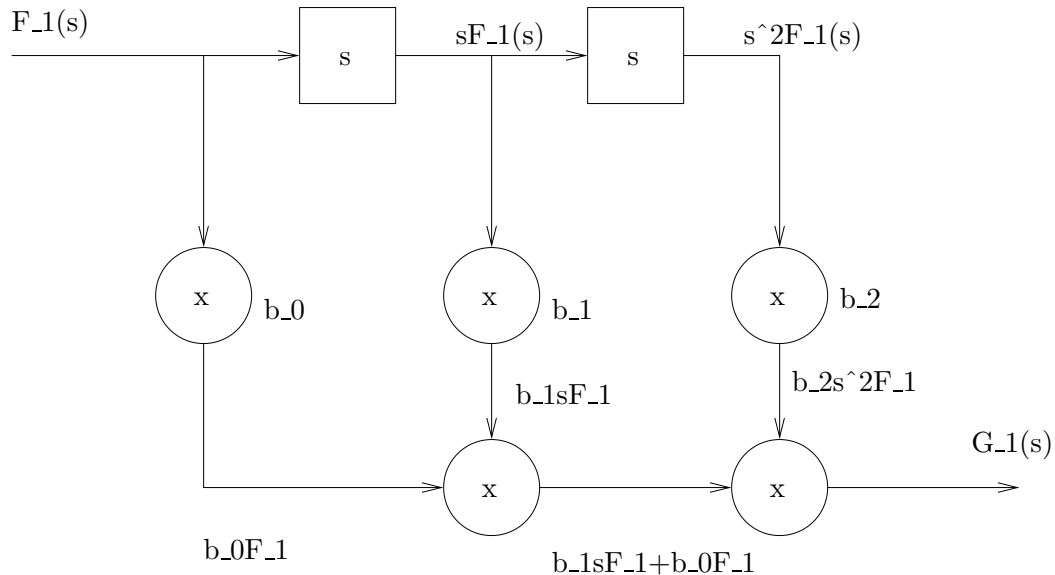 F_1(s)
s
sF_1(s)
s
s^2F_1(s)
x
b_0
x
b_1
x
b_2
b_1sF_1
b_2s^2F_1
x
x
G_1(s)
b_0F_1
b_1sF_1+b_0F_1